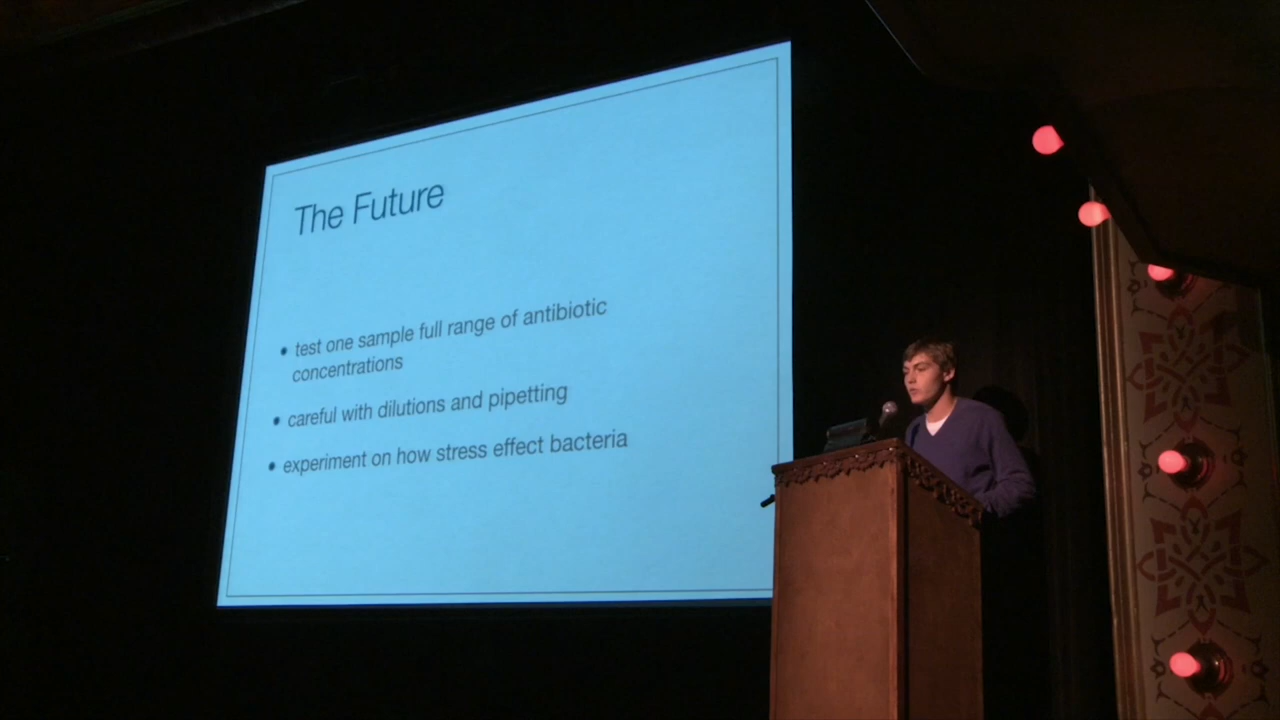 The Future
• test one sample full range of antibiotic
concentrations
• careful with dilutions and pipetting
• experiment on how stress effect bacteria